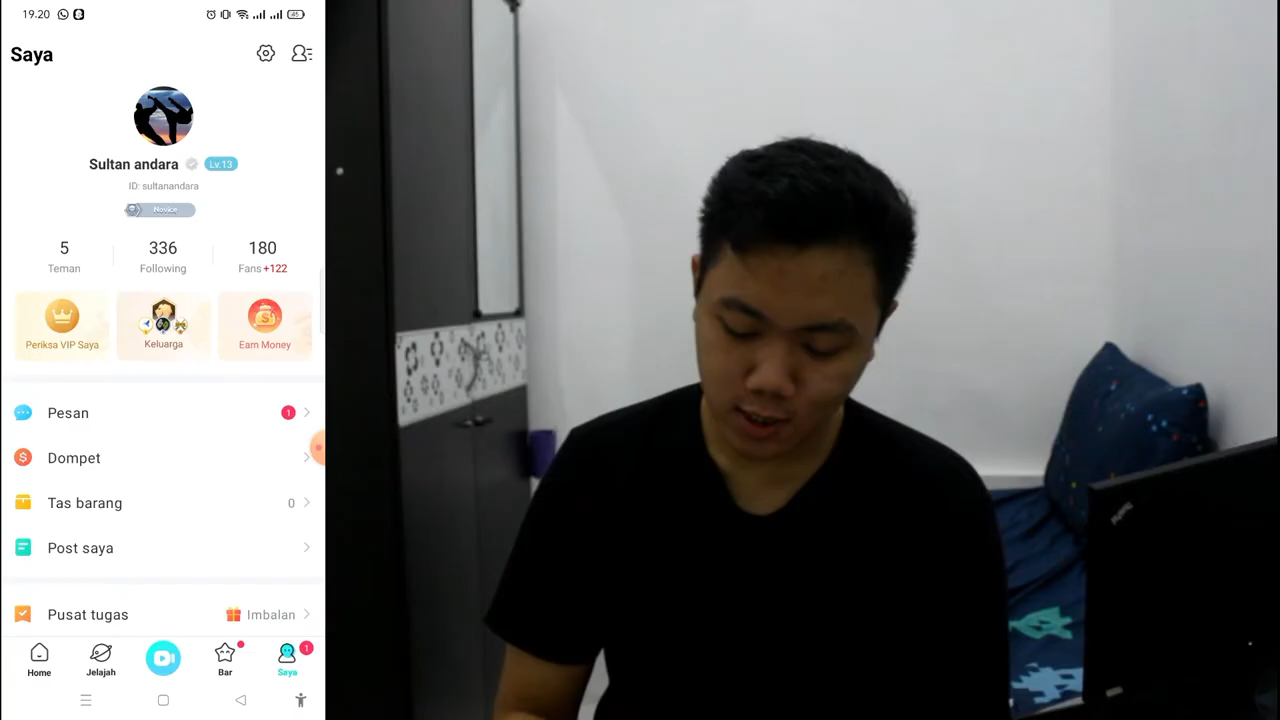 19.20
45
Saya
Sultan andara Lv.13
ID: sultanandara
Novice
5 336 180
Teman Following Fans +122
Periksa VIP Saya Keluarga Earn Money
Pesan 1
Dompet
Tas barang 0
Post saya
Pusat tugas Imbalan
1
Home Jelajah Bar Saya
ThinkPad